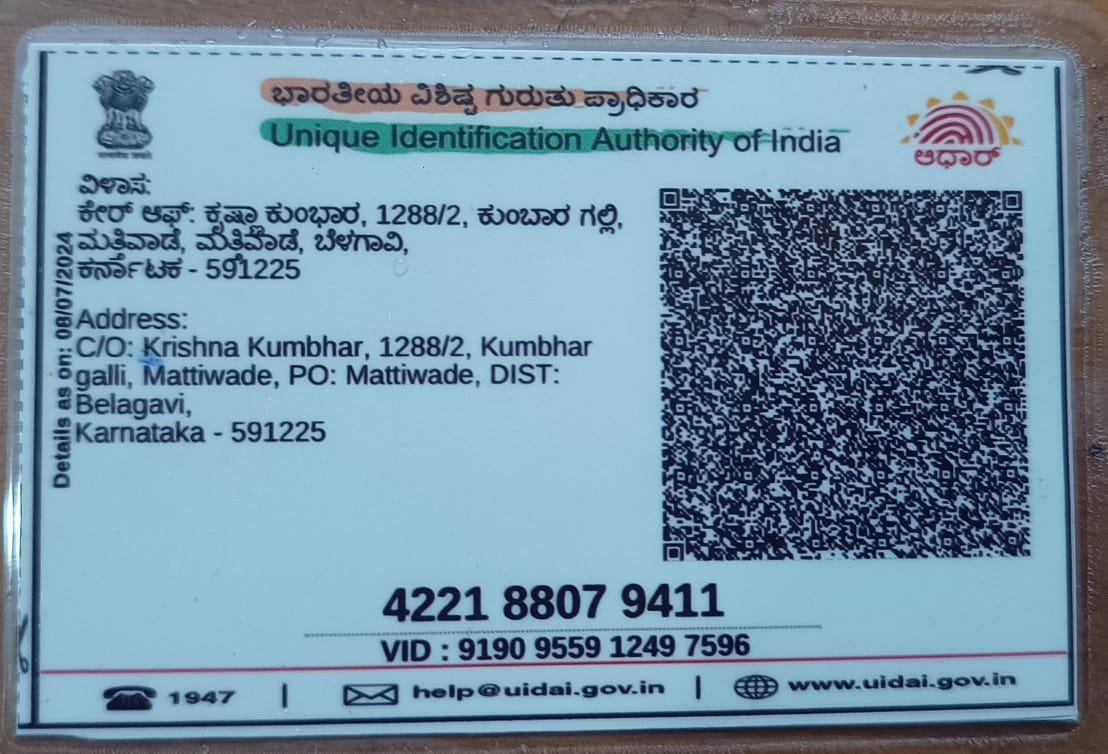 ಭಾರತೀಯ ವಿಶಿಷ್ಟ ಗುರುತು ಪ್ರಾಧಿಕಾರ
Unique Identification Authority of India
ಆಧಾರ್
ವಿಳಾಸ:
ಕೇರ್ ಆಫ್: ಕೃಷ್ಣಾ ಕುಂಭಾರ, 1288/2, ಕುಂಬಾರ ಗಲ್ಲಿ,
ಮತ್ತಿವಾಡೆ, ಮತ್ತಿವಾಡೆ, ಬೆಳಗಾವಿ,
ಕರ್ನಾಟಕ - 591225
Address:
C/O: Krishna Kumbhar, 1288/2, Kumbhar
galli, Mattiwade, PO: Mattiwade, DIST:
Belagavi,
Karnataka - 591225
Details as on: 08/07/2024
4221 8807 9411
VID : 9190 9559 1249 7596
1947 | help@uidai.gov.in | www.uidai.gov.in